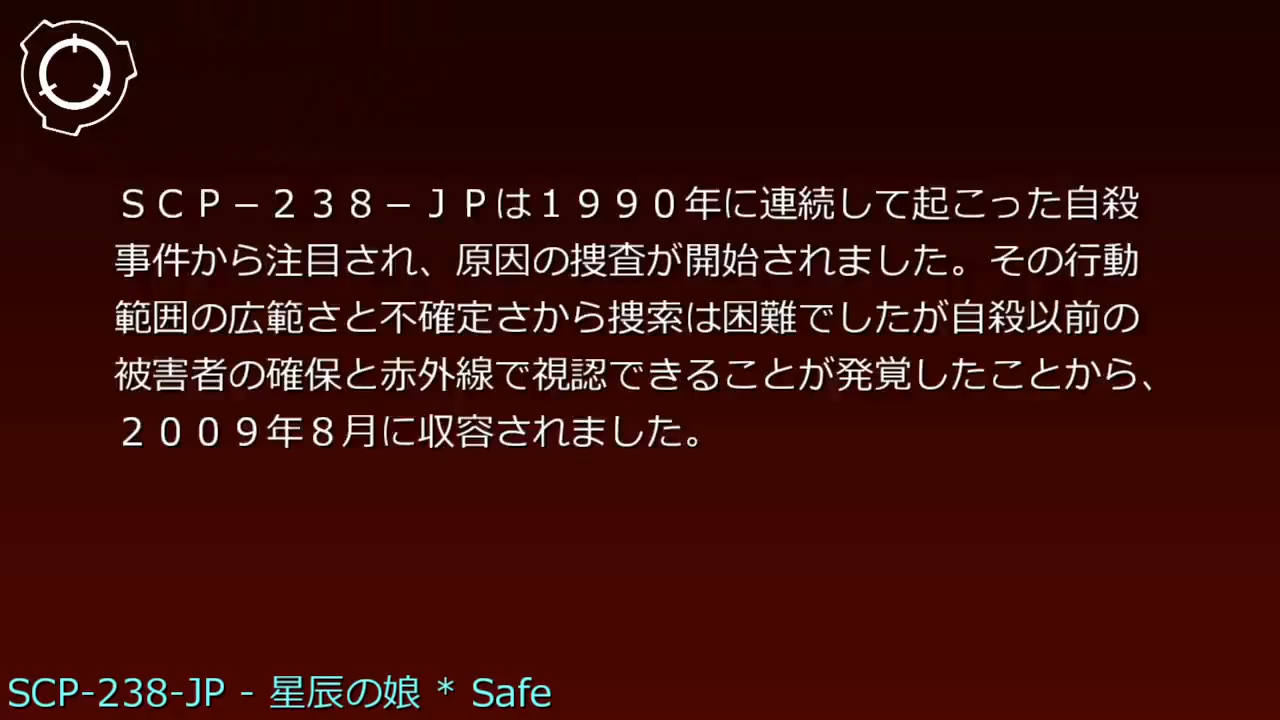 ＳＣＰ－２３８－ＪＰは１９９０年に連続して起こった自殺
事件から注目され、原因の捜査が開始されました。その行動
範囲の広範さと不確定さから捜索は困難でしたが自殺以前の
被害者の確保と赤外線で視認できることが発覚したことから、
２００９年８月に収容されました。
SCP-238-JP - 星辰の娘 * Safe